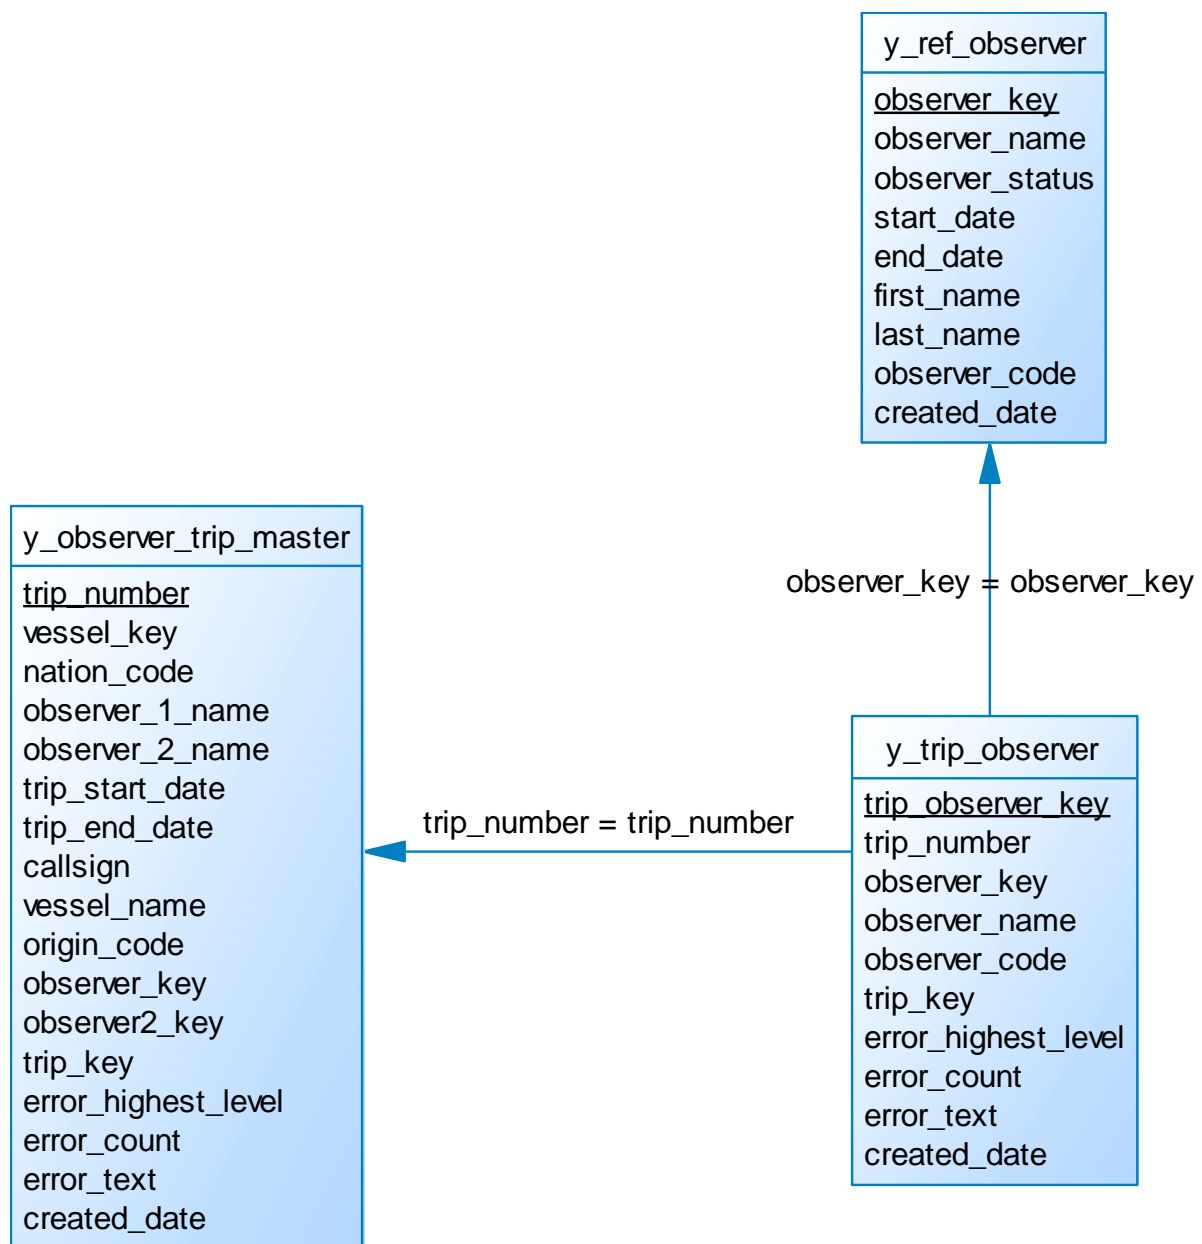 y_ref_observer
observer_key
observer_name
observer_status
start_date
end_date
first_name
last_name
observer_code
created_date
observer_key = observer_key
y_observer_trip_master
trip_number
vessel_key
nation_code
observer_1_name
observer_2_name
trip_start_date
trip_end_date
callsign
vessel_name
origin_code
observer_key
observer2_key
trip_key
error_highest_level
error_count
error_text
created_date
trip_number = trip_number
y_trip_observer
trip_observer_key
trip_number
observer_key
observer_name
observer_code
trip_key
error_highest_level
error_count
error_text
created_date